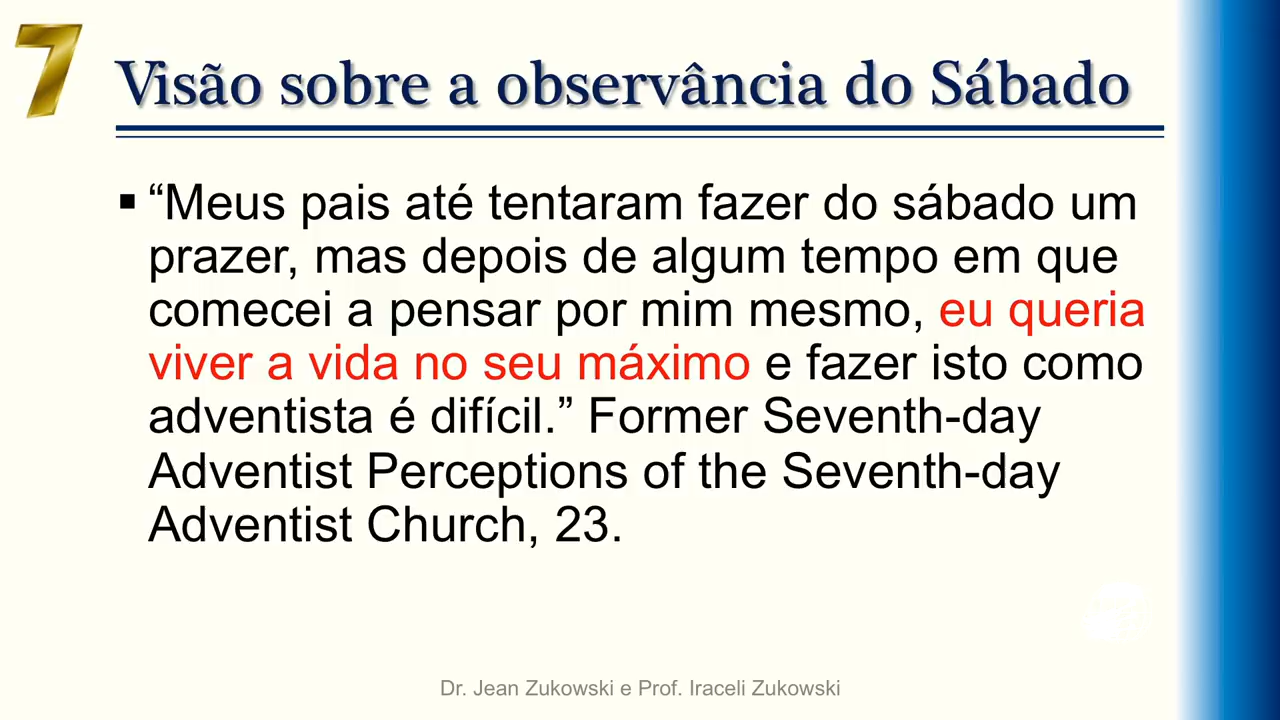 7
Visão sobre a observância do Sábado
▪ “Meus pais até tentaram fazer do sábado um
prazer, mas depois de algum tempo em que
comecei a pensar por mim mesmo, eu queria
viver a vida no seu máximo e fazer isto como
adventista é difícil.” Former Seventh-day
Adventist Perceptions of the Seventh-day
Adventist Church, 23.
Dr. Jean Zukowski e Prof. Iraceli Zukowski